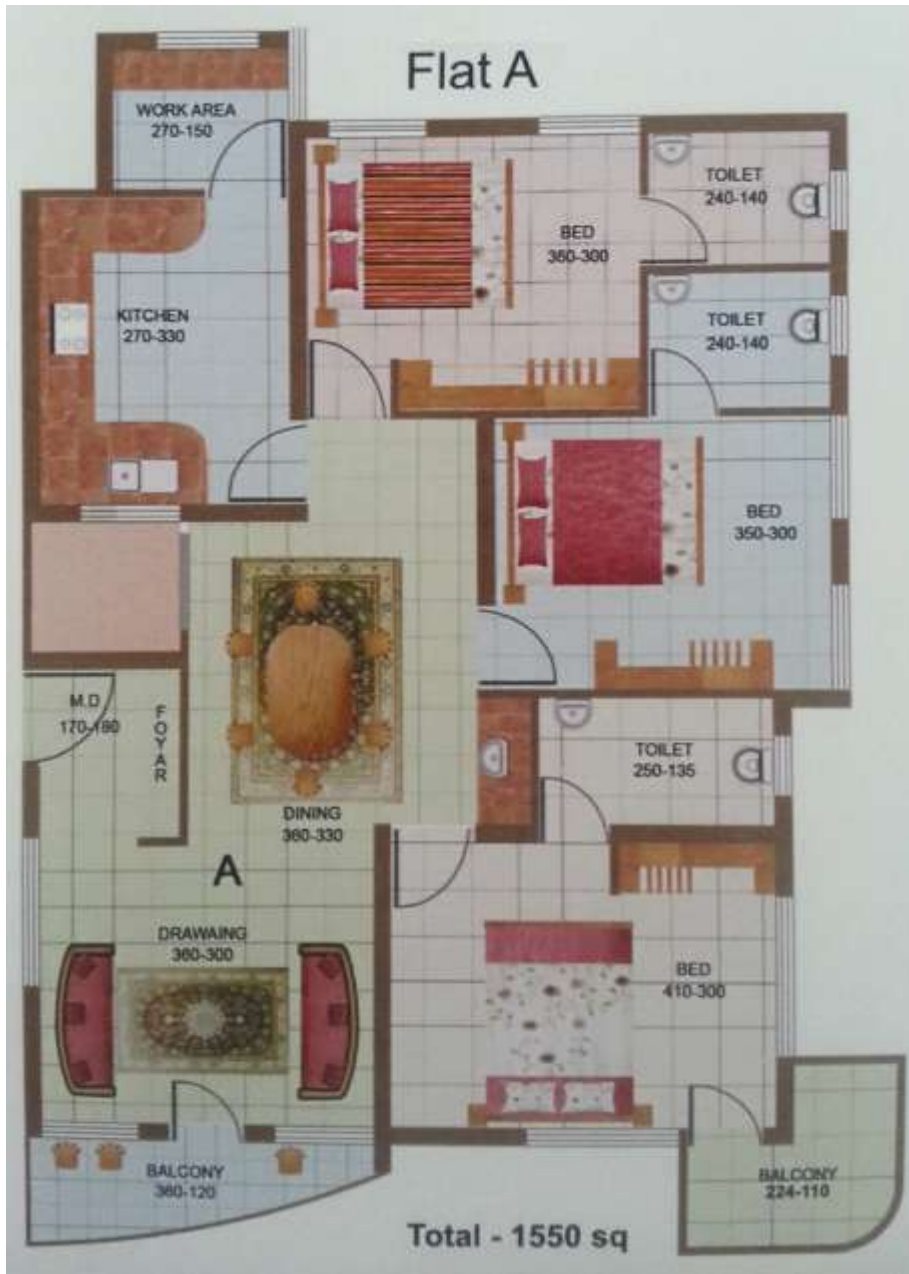 Flat A
WORK AREA
270-150
TOILET
240-140
BED
360-300
KITCHEN
270-330
TOILET
240-140
BED
350-300
M.D
170-180
FOYAR
TOILET
250-135
DINING
360-330
A
DRAWAING
360-300
BED
410-300
BALCONY
360-120
BALCONY
224-110
Total - 1550 sq